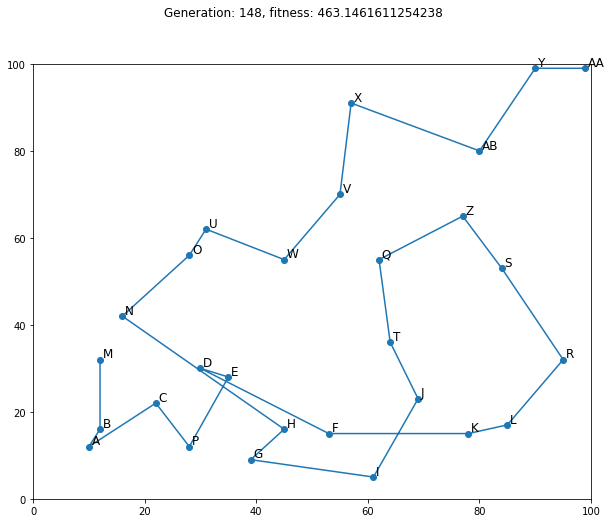 Generation: 148, fitness: 463.1461611254238
100
Y
AA
X
80
AB
V
Z
U
60
O
W
Q
S
40
N
T
M
D
R
E
20
C
J
B
H
F
K
L
A
P
G
I
0
0 20 40 60 80 100